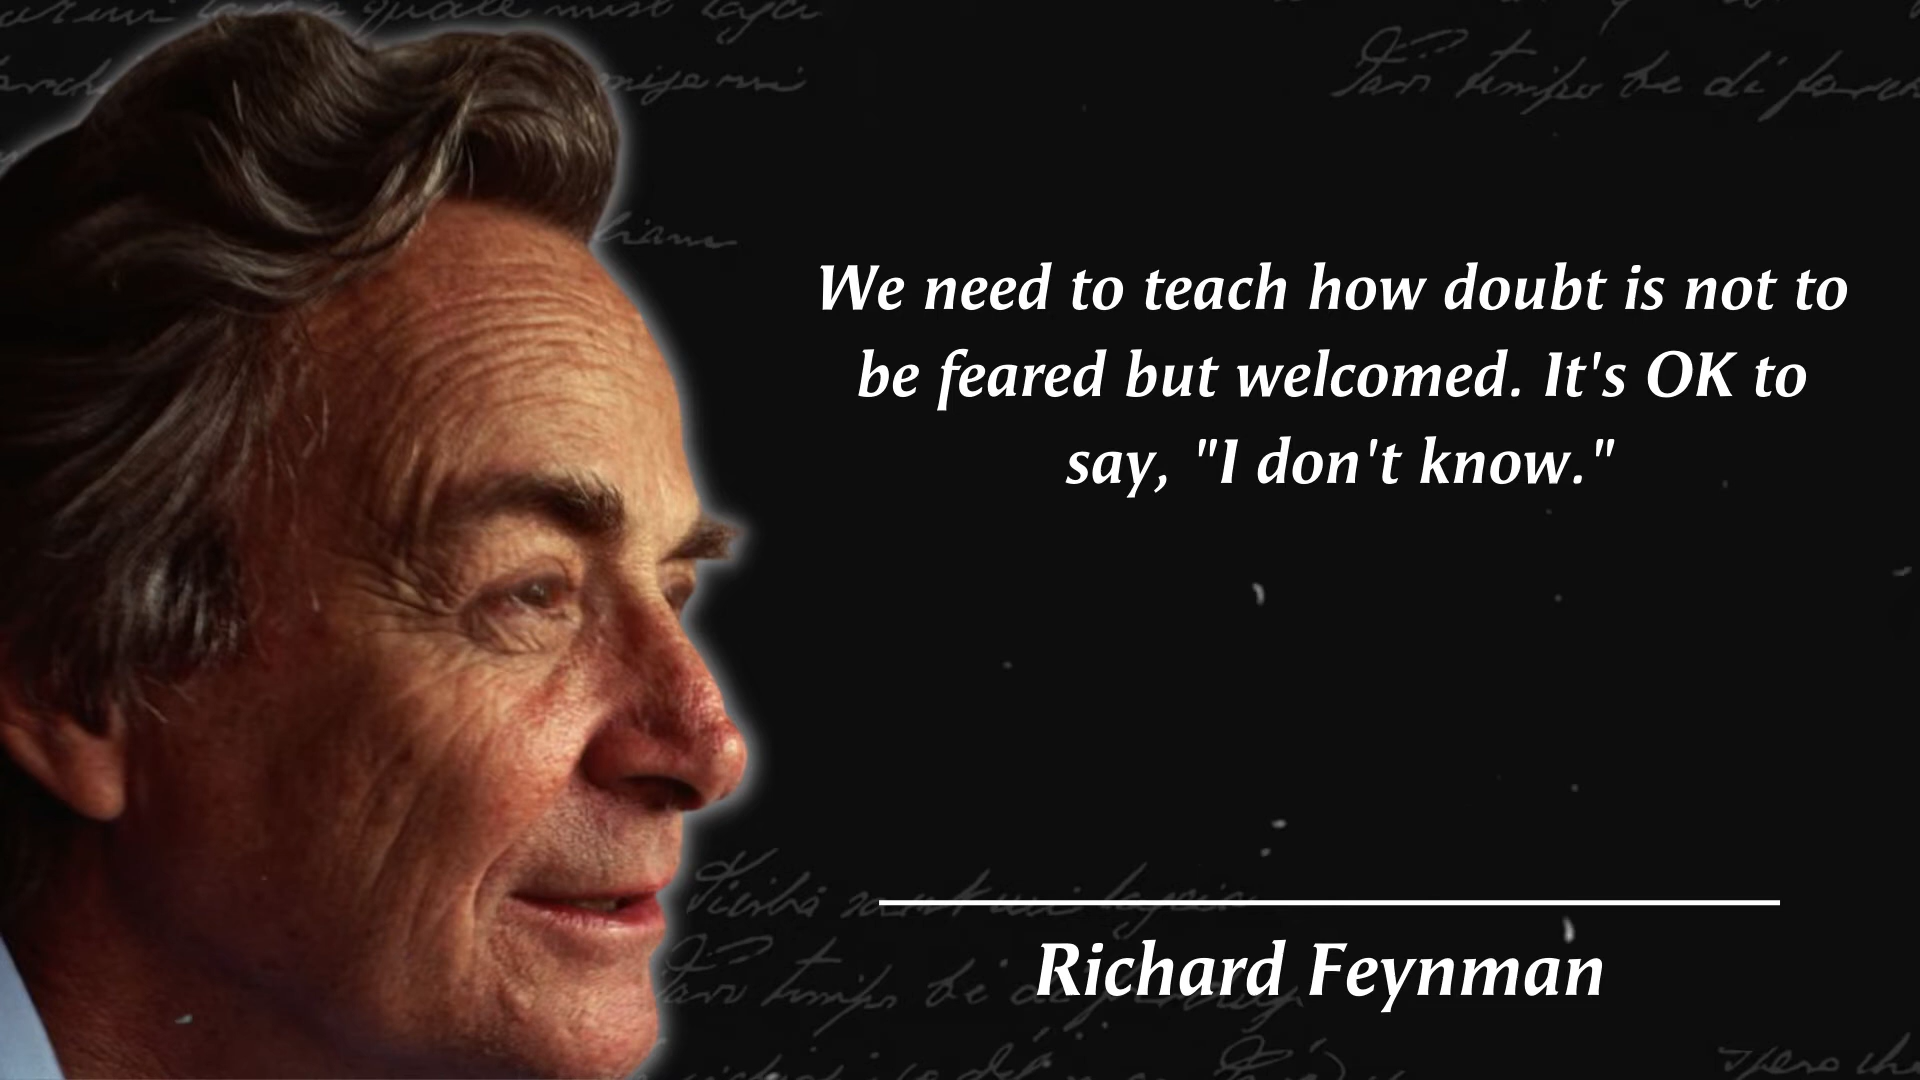 We need to teach how doubt is not to
be feared but welcomed. It's OK to
say, "I don't know."
Richard Feynman